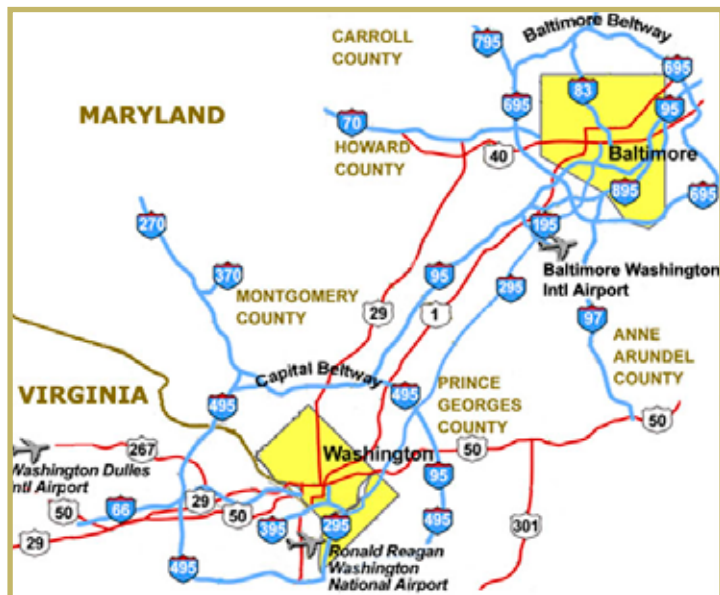 Baltimore Beltway
795
CARROLL
COUNTY
695
83
695
95
MARYLAND
70
HOWARD
COUNTY
40
Baltimore
895
695
195
270
Baltimore Washington
Intl Airport
95
295
370
MONTGOMERY
COUNTY
29
1
97
ANNE
ARUNDEL
COUNTY
Capital Beltway
VIRGINIA
495
495
PRINCE
GEORGES
COUNTY
50
267
Washington
50
Washington Dulles
Intl Airport
95
29
50
66
50
395
295
495
301
29
Ronald Reagan
Washington
National Airport
495